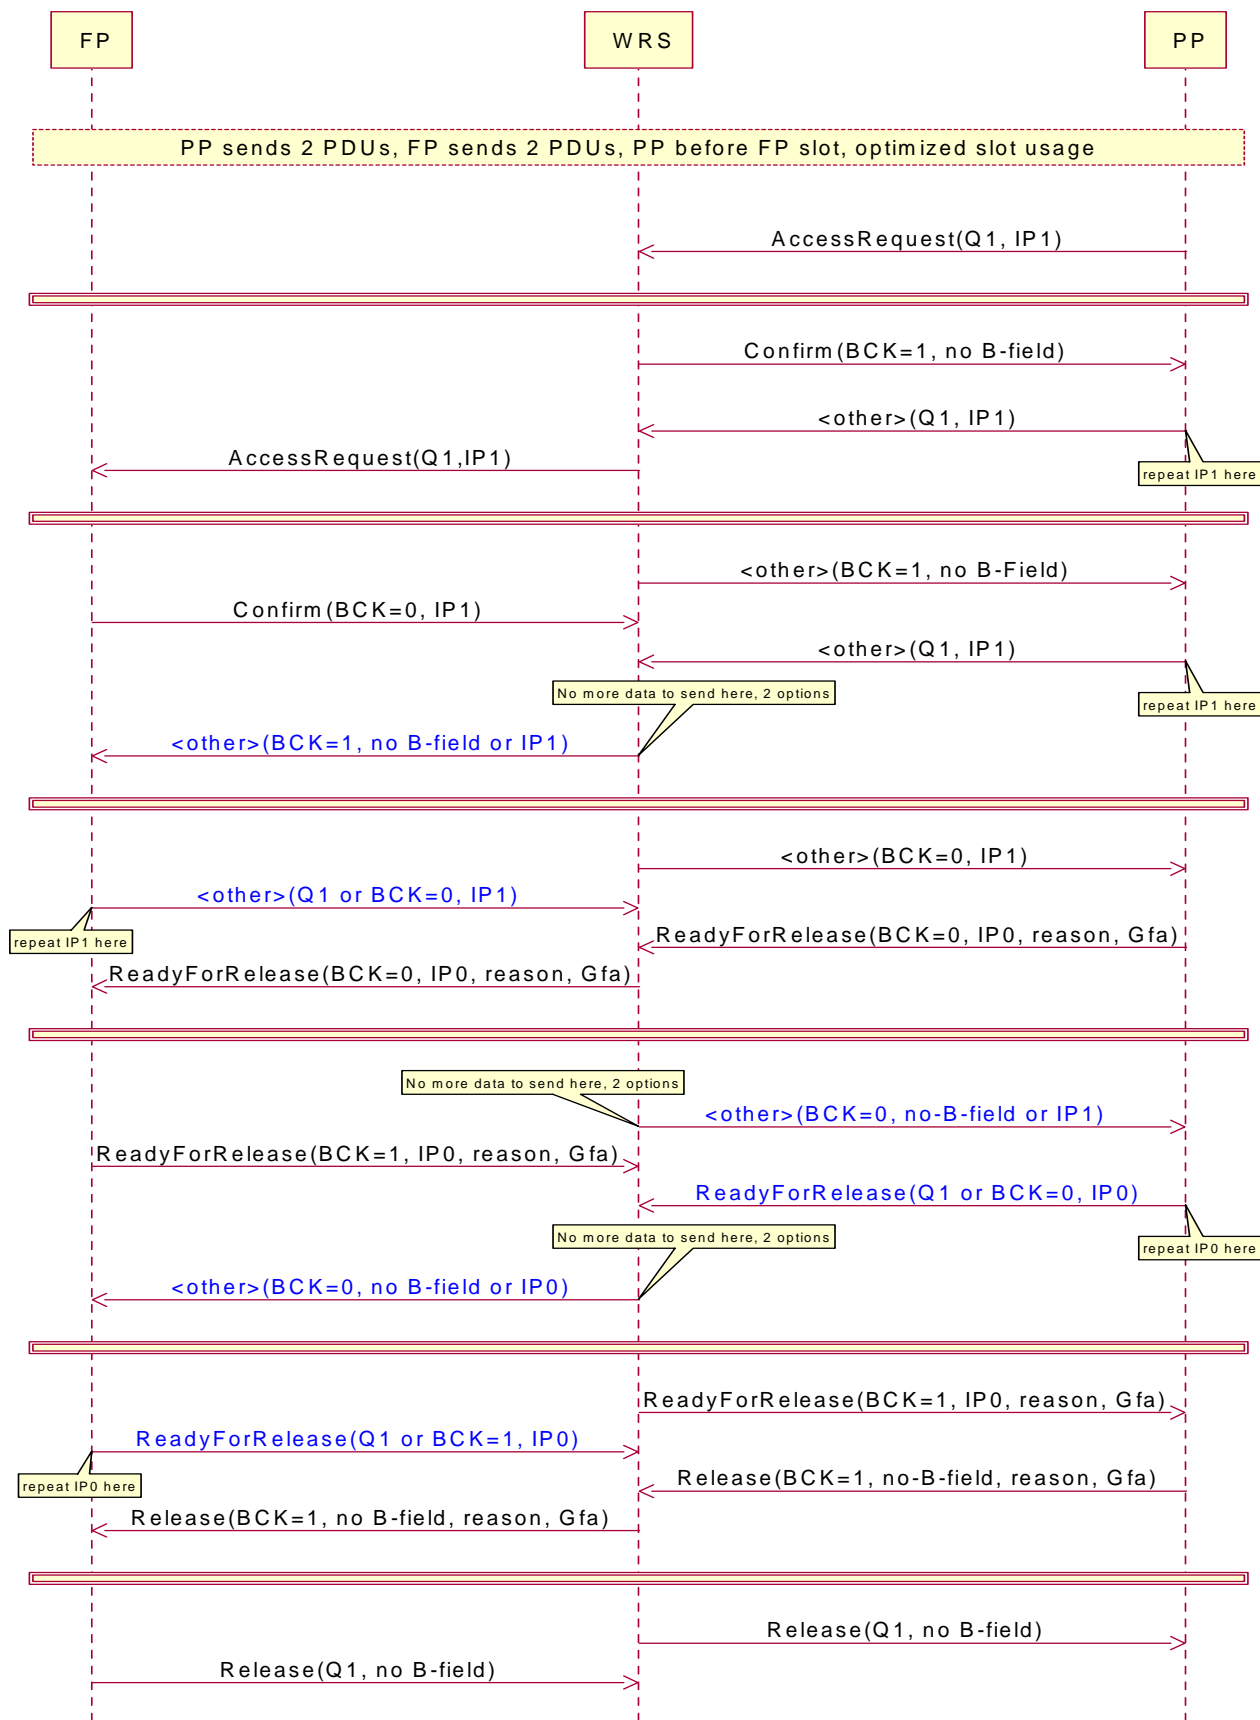 FP
WRS
PP
PP sends 2 PDUs, FP sends 2 PDUs, PP before FP slot, optimized slot usage
AccessRequest(Q1, IP1)
Confirm(BCK=1, no B-field)
<other>(Q1, IP1)
AccessRequest(Q1,IP1)
repeat IP1 here
<other>(BCK=1, no B-Field)
Confirm(BCK=0, IP1)
<other>(Q1, IP1)
No more data to send here, 2 options
repeat IP1 here
<other>(BCK=1, no B-field or IP1)
<other>(BCK=0, IP1)
<other>(Q1 or BCK=0, IP1)
repeat IP1 here
ReadyForRelease(BCK=0, IP0, reason, Gfa)
ReadyForRelease(BCK=0, IP0, reason, Gfa)
No more data to send here, 2 options
<other>(BCK=0, no-B-field or IP1)
ReadyForRelease(BCK=1, IP0, reason, Gfa)
ReadyForRelease(Q1 or BCK=0, IP0)
No more data to send here, 2 options
repeat IP0 here
<other>(BCK=0, no B-field or IP0)
ReadyForRelease(BCK=1, IP0, reason, Gfa)
ReadyForRelease(Q1 or BCK=1, IP0)
repeat IP0 here
Release(BCK=1, no-B-field, reason, Gfa)
Release(BCK=1, no B-field, reason, Gfa)
Release(Q1, no B-field)
Release(Q1, no B-field)